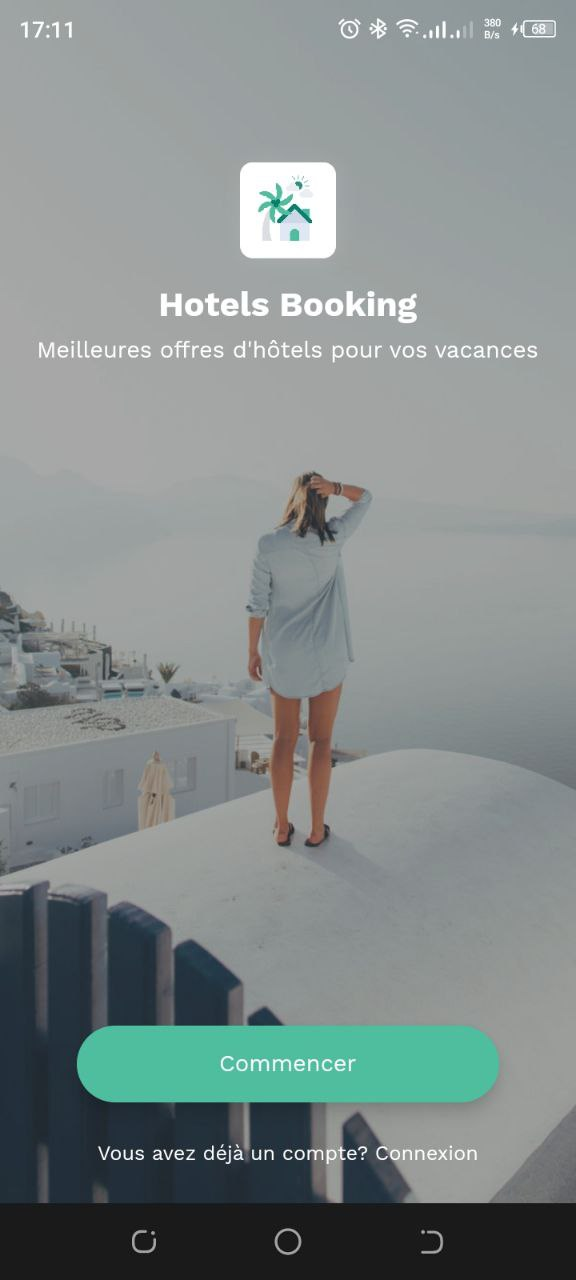 17:11
380
B/s
68
Hotels Booking
Meilleures offres d'hôtels pour vos vacances
Commencer
Vous avez déjà un compte? Connexion